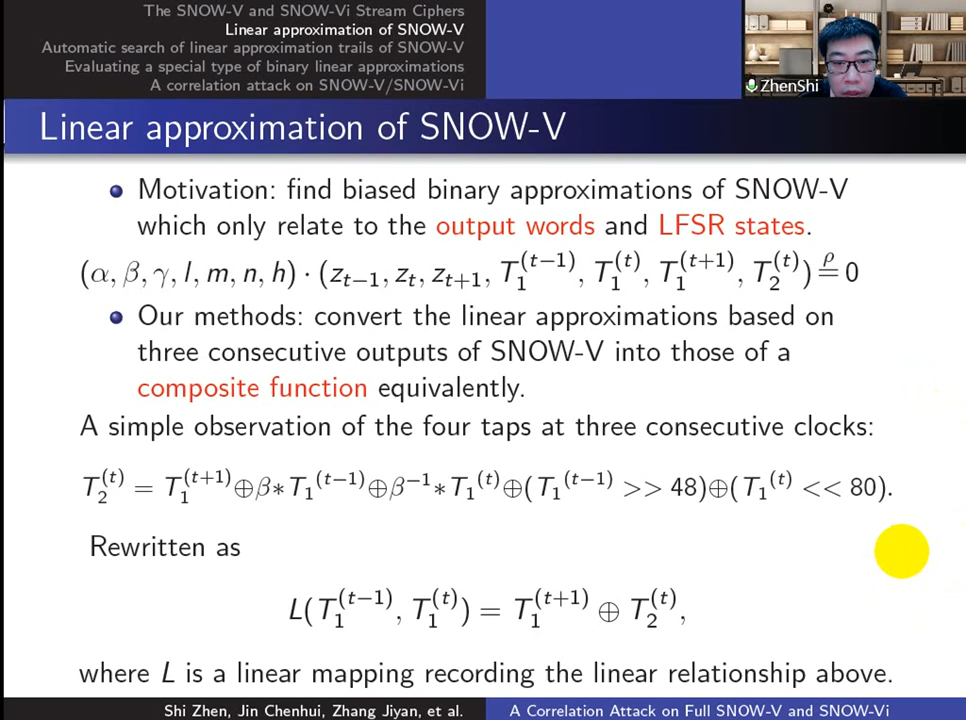 The SNOW-V and SNOW-Vi Stream Ciphers
Linear approximation of SNOW-V
Automatic search of linear approximation trails of SNOW-V
Evaluating a special type of binary linear approximations
A correlation attack on SNOW-V/SNOW-Vi
ZhenShi
Linear approximation of SNOW-V
Motivation: find biased binary approximations of SNOW-V
which only relate to the output words and LFSR states.
(α, β, γ, l, m, n, h) · (z_{t−1}, z_t, z_{t+1}, T_1^{(t−1)}, T_1^{(t)}, T_1^{(t+1)}, T_2^{(t)}) \overset{ρ}{=} 0
Our methods: convert the linear approximations based on
three consecutive outputs of SNOW-V into those of a
composite function equivalently.
A simple observation of the four taps at three consecutive clocks:
T_2^{(t)} = T_1^{(t+1)} ⊕ β ∗ T_1^{(t−1)} ⊕ β^{−1} ∗ T_1^{(t)} ⊕ (T_1^{(t−1)} >> 48) ⊕ (T_1^{(t)} << 80).
Rewritten as
L(T_1^{(t−1)}, T_1^{(t)}) = T_1^{(t+1)} ⊕ T_2^{(t)},
where L is a linear mapping recording the linear relationship above.
Shi Zhen, Jin Chenhui, Zhang Jiyan, et al. A Correlation Attack on Full SNOW-V and SNOW-Vi